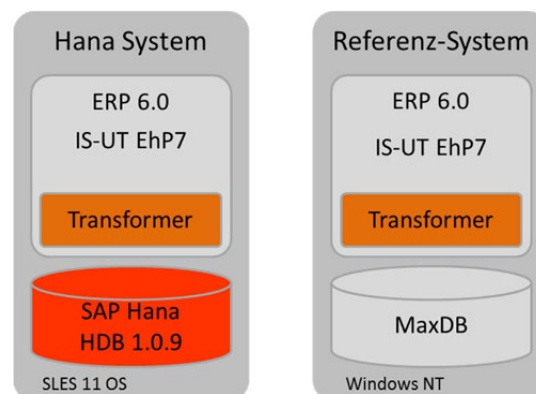 Hana System
ERP 6.0
IS-UT EhP7
Transformer
SAP Hana
HDB 1.0.9
SLES 11 OS
Referenz-System
ERP 6.0
IS-UT EhP7
Transformer
MaxDB
Windows NT